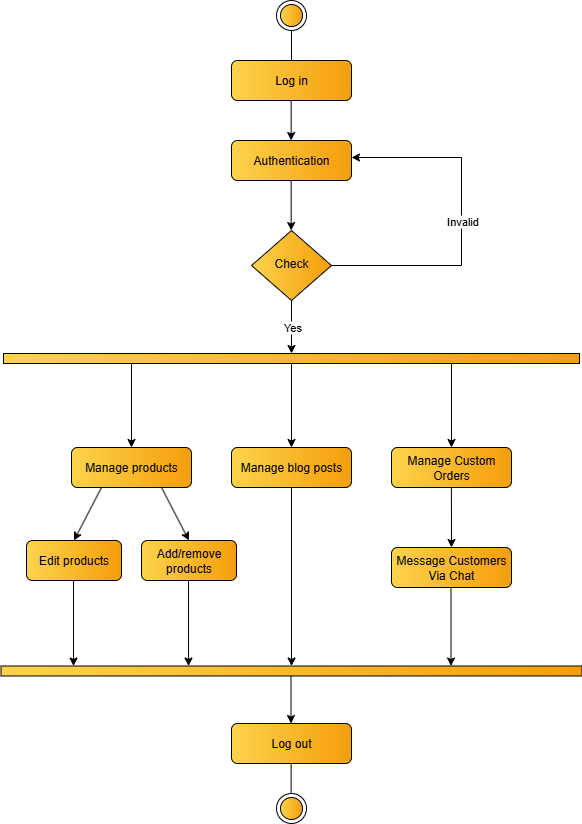 Log in
Authentication
Invalid
Check
Yes
Manage products
Manage blog posts
Manage Custom
Orders
Edit products
Add/remove
products
Message Customers
Via Chat
Log out